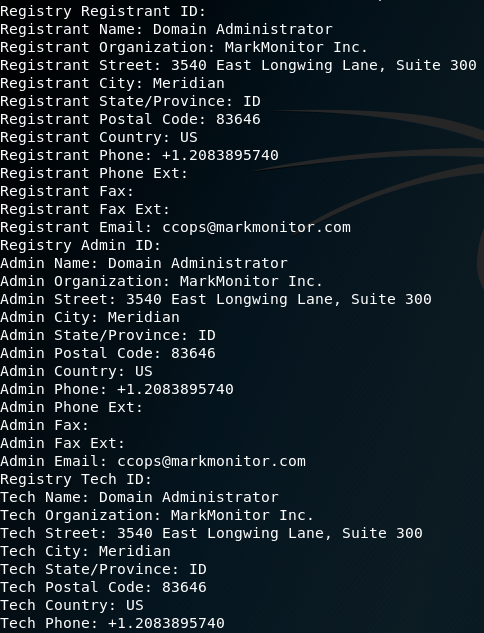 Registry Registrant ID:
Registrant Name: Domain Administrator
Registrant Organization: MarkMonitor Inc.
Registrant Street: 3540 East Longwing Lane, Suite 300
Registrant City: Meridian
Registrant State/Province: ID
Registrant Postal Code: 83646
Registrant Country: US
Registrant Phone: +1.2083895740
Registrant Phone Ext:
Registrant Fax:
Registrant Fax Ext:
Registrant Email: ccops@markmonitor.com
Registry Admin ID:
Admin Name: Domain Administrator
Admin Organization: MarkMonitor Inc.
Admin Street: 3540 East Longwing Lane, Suite 300
Admin City: Meridian
Admin State/Province: ID
Admin Postal Code: 83646
Admin Country: US
Admin Phone: +1.2083895740
Admin Phone Ext:
Admin Fax:
Admin Fax Ext:
Admin Email: ccops@markmonitor.com
Registry Tech ID:
Tech Name: Domain Administrator
Tech Organization: MarkMonitor Inc.
Tech Street: 3540 East Longwing Lane, Suite 300
Tech City: Meridian
Tech State/Province: ID
Tech Postal Code: 83646
Tech Country: US
Tech Phone: +1.2083895740